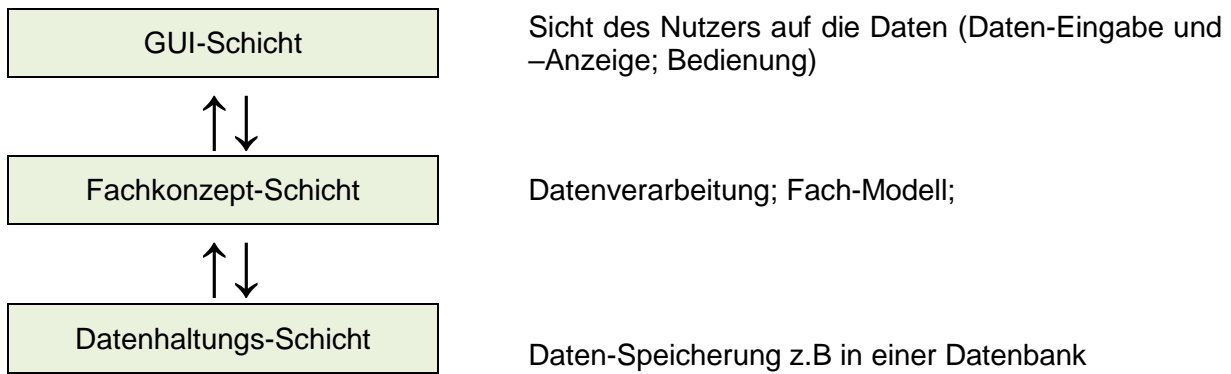 GUI-Schicht
Sicht des Nutzers auf die Daten (Daten-Eingabe und
–Anzeige; Bedienung)
Fachkonzept-Schicht
Datenverarbeitung; Fach-Modell;
Datenhaltungs-Schicht
Daten-Speicherung z.B in einer Datenbank